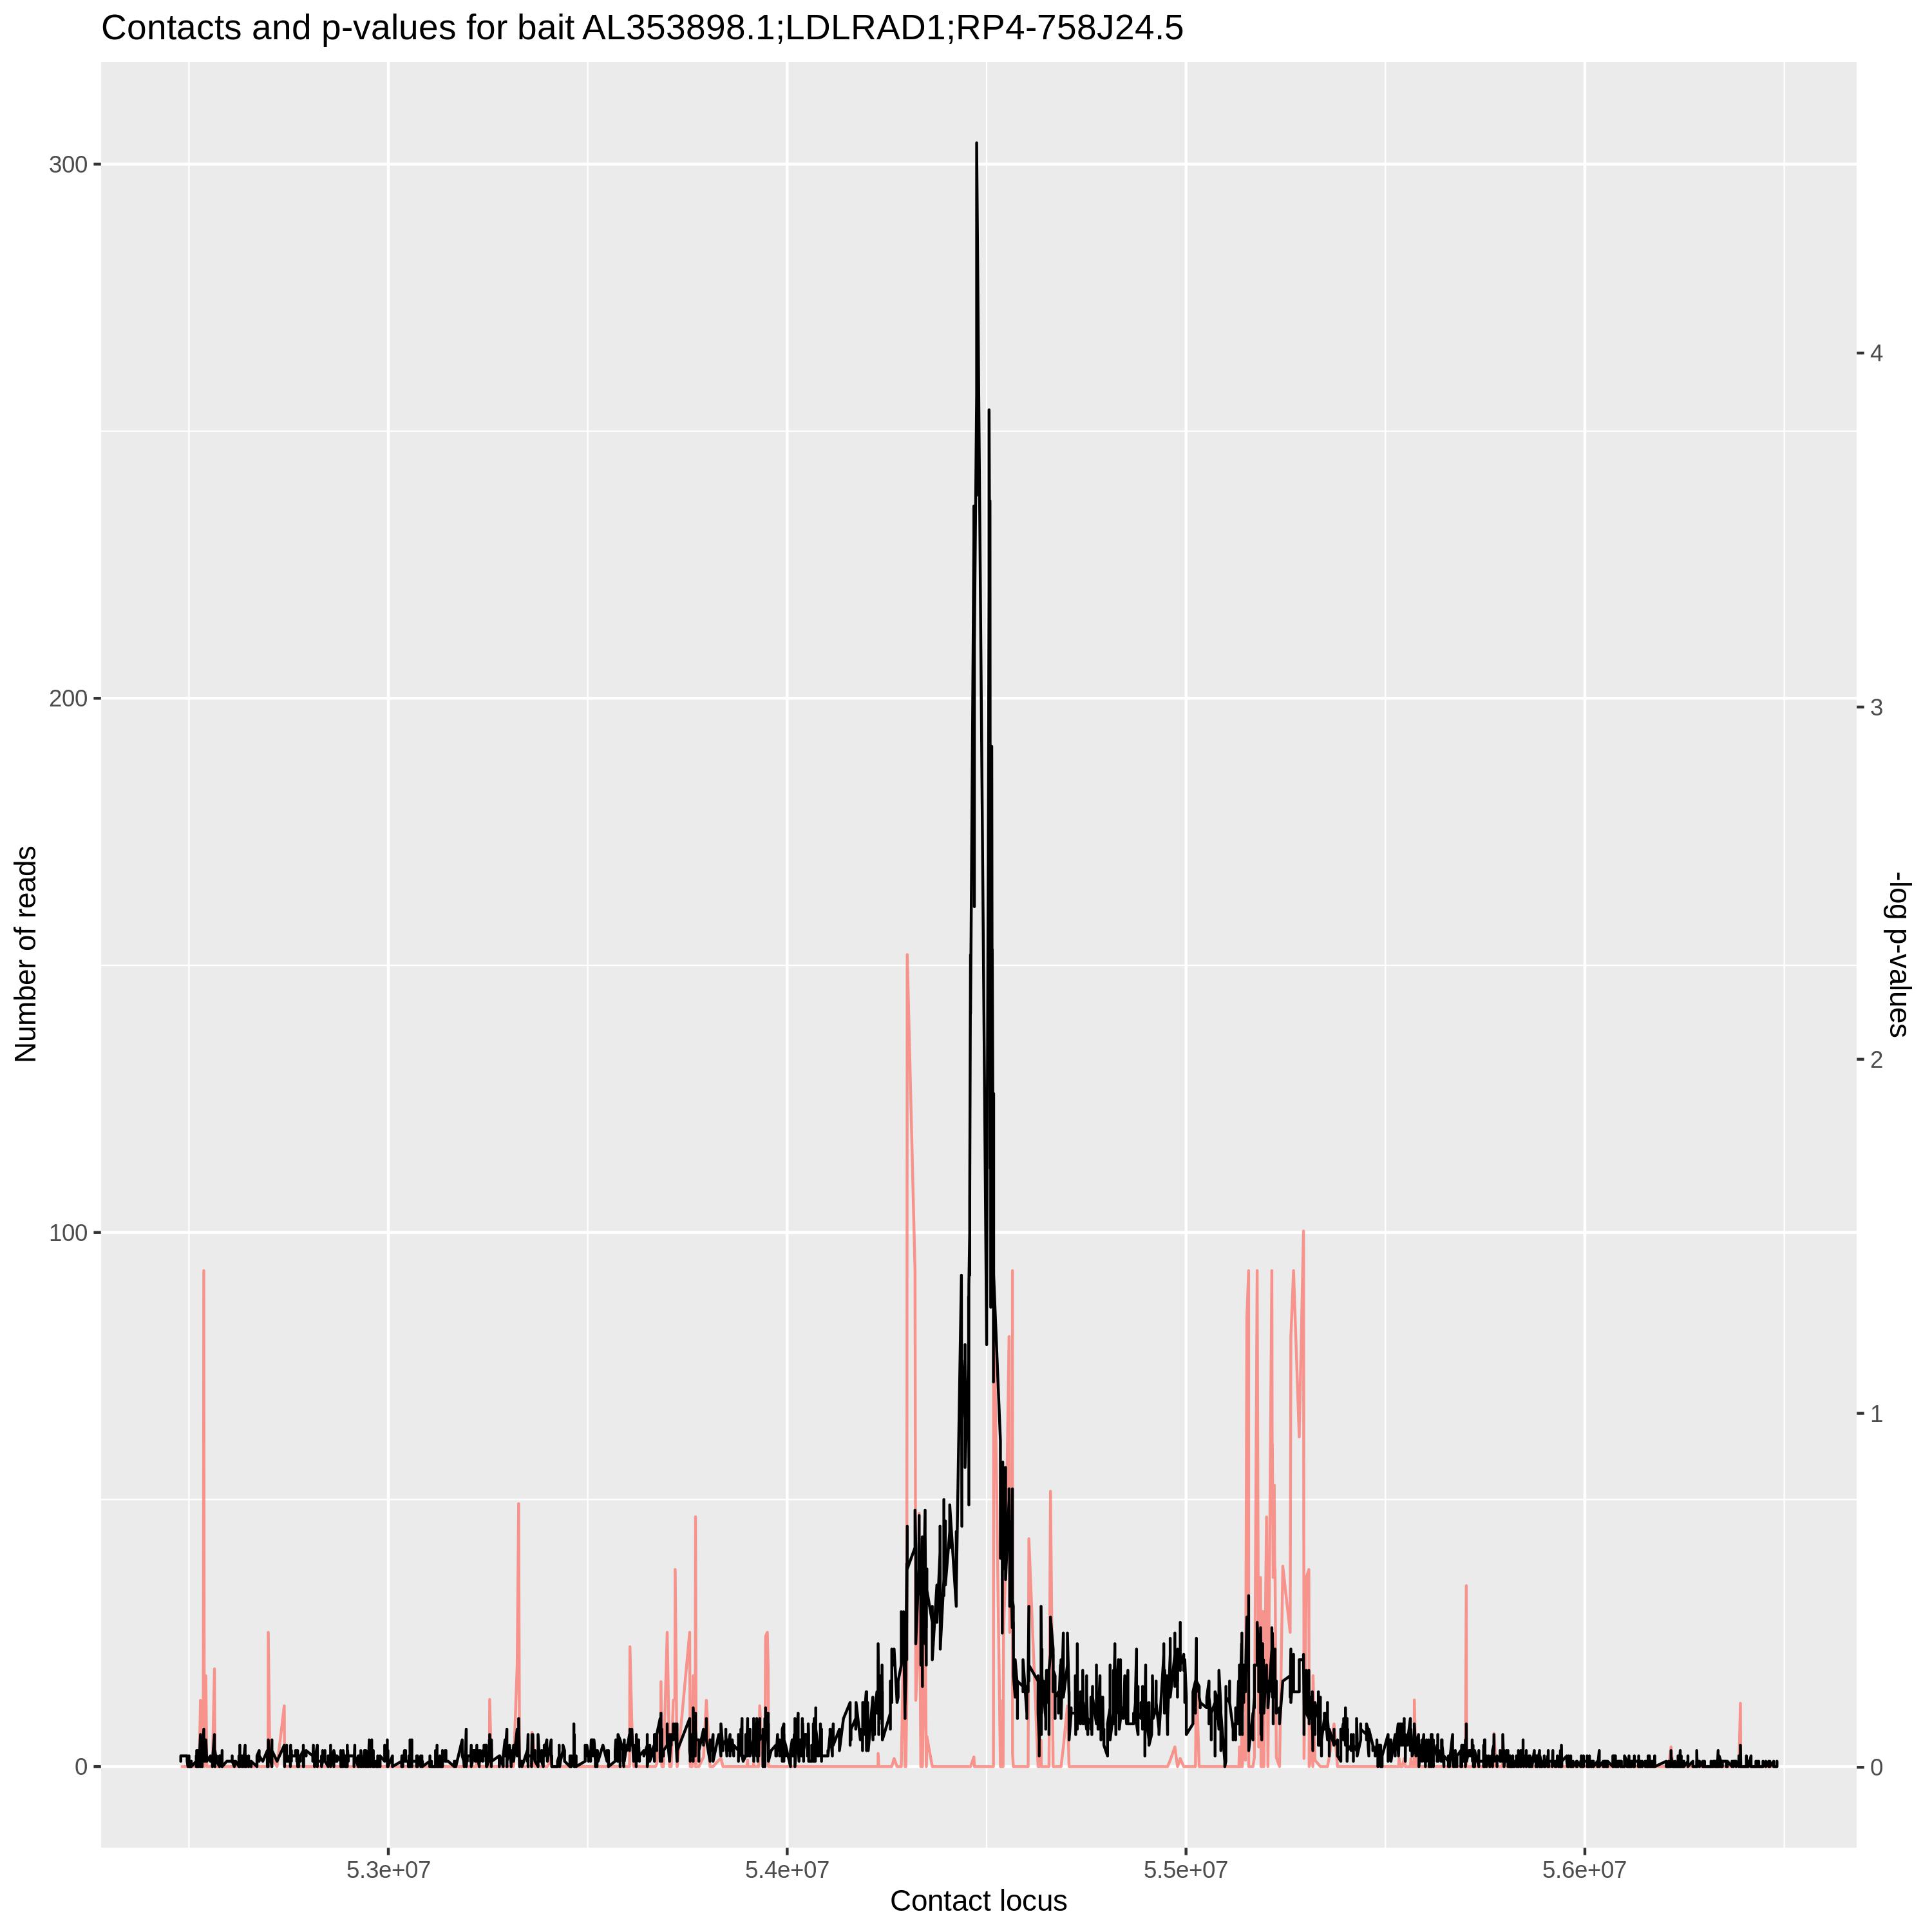 Contacts and p-values for bait AL353898.1;LDLRAD1;RP4-758J24.5
300
200
100
0
Number of reads
4
3
2
1
0
-log p-values
5.3e+07
5.4e+07
5.5e+07
5.6e+07
Contact locus